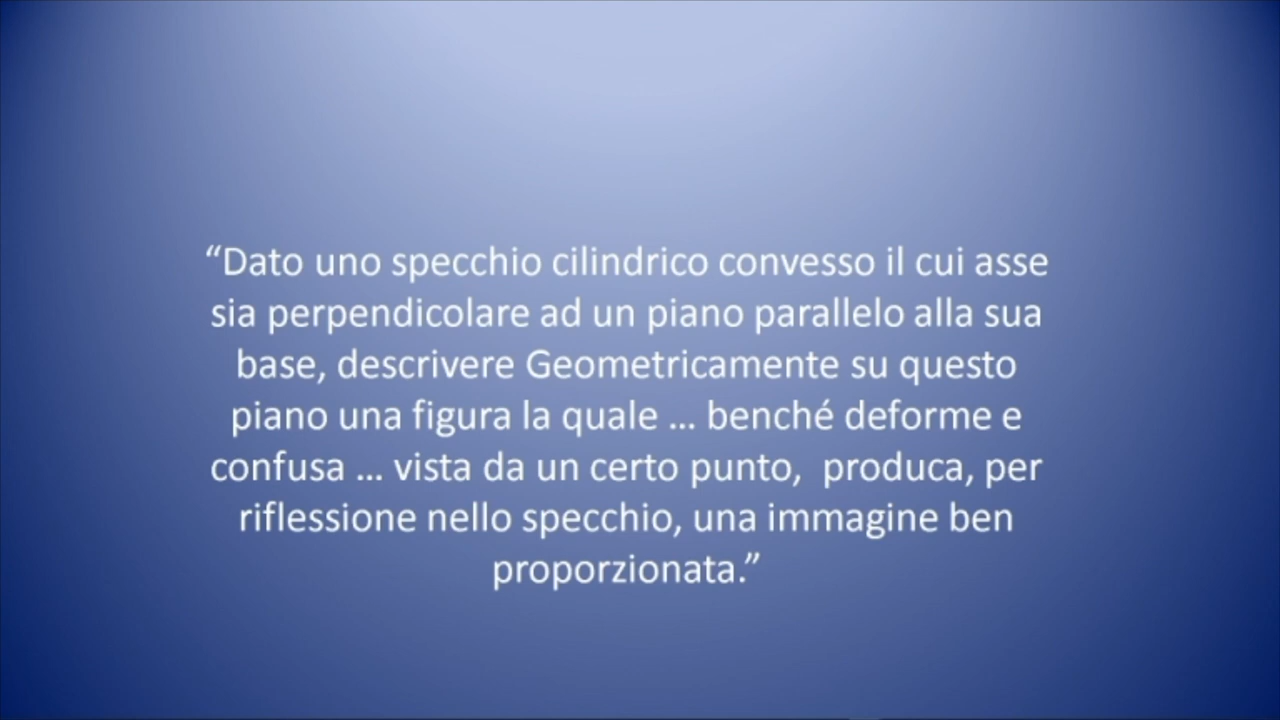 “Dato uno specchio cilindrico convesso il cui asse
sia perpendicolare ad un piano parallelo alla sua
base, descrivere Geometricamente su questo
piano una figura la quale ... benché deforme e
confusa ... vista da un certo punto,  produca, per
riflessione nello specchio, una immagine ben
proporzionata.”